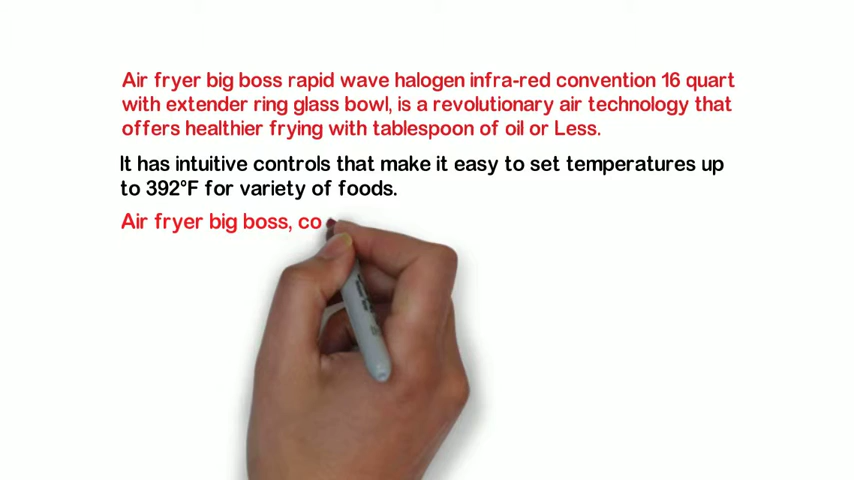 Air fryer big boss rapid wave halogen infra-red convention 16 quart
with extender ring glass bowl, is a revolutionary air technology that
offers healthier frying with tablespoon of oil or Less.
It has intuitive controls that make it easy to set temperatures up
to 392°F for variety of foods.
Air fryer big boss, co